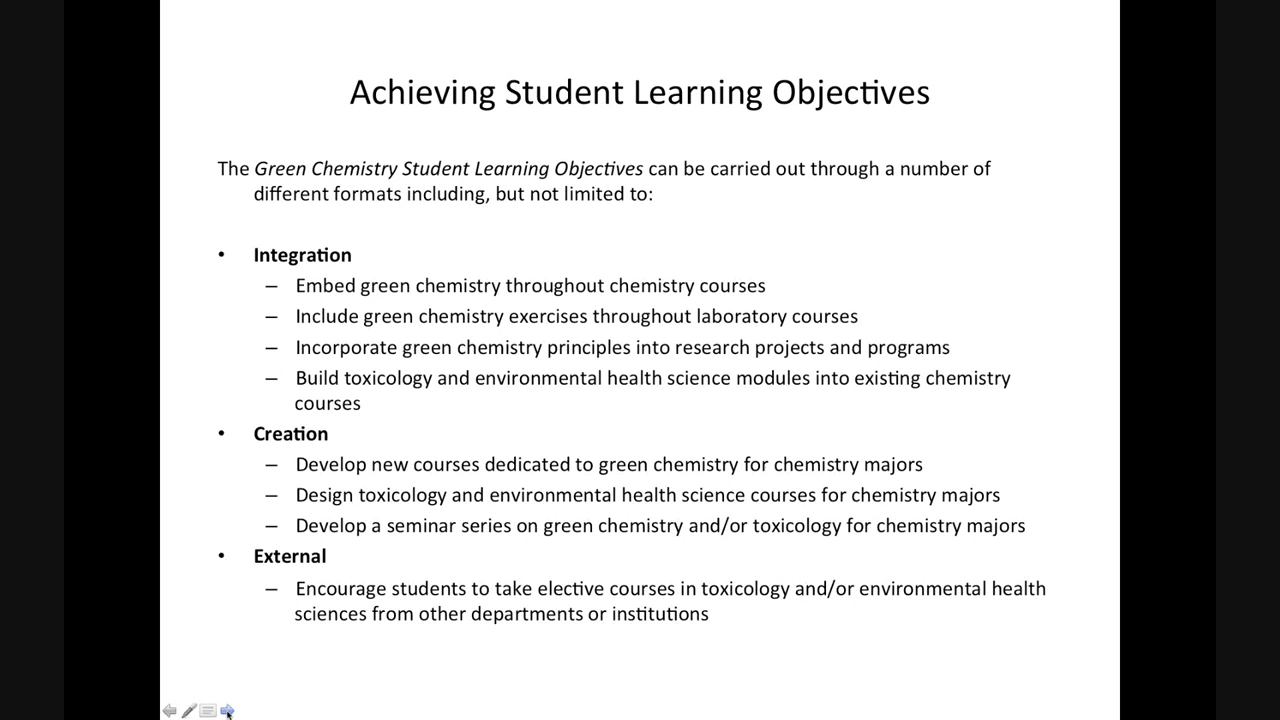 Achieving Student Learning Objectives
The Green Chemistry Student Learning Objectives can be carried out through a number of
different formats including, but not limited to:
• Integration
– Embed green chemistry throughout chemistry courses
– Include green chemistry exercises throughout laboratory courses
– Incorporate green chemistry principles into research projects and programs
– Build toxicology and environmental health science modules into existing chemistry
courses
• Creation
– Develop new courses dedicated to green chemistry for chemistry majors
– Design toxicology and environmental health science courses for chemistry majors
– Develop a seminar series on green chemistry and/or toxicology for chemistry majors
• External
– Encourage students to take elective courses in toxicology and/or environmental health
sciences from other departments or institutions